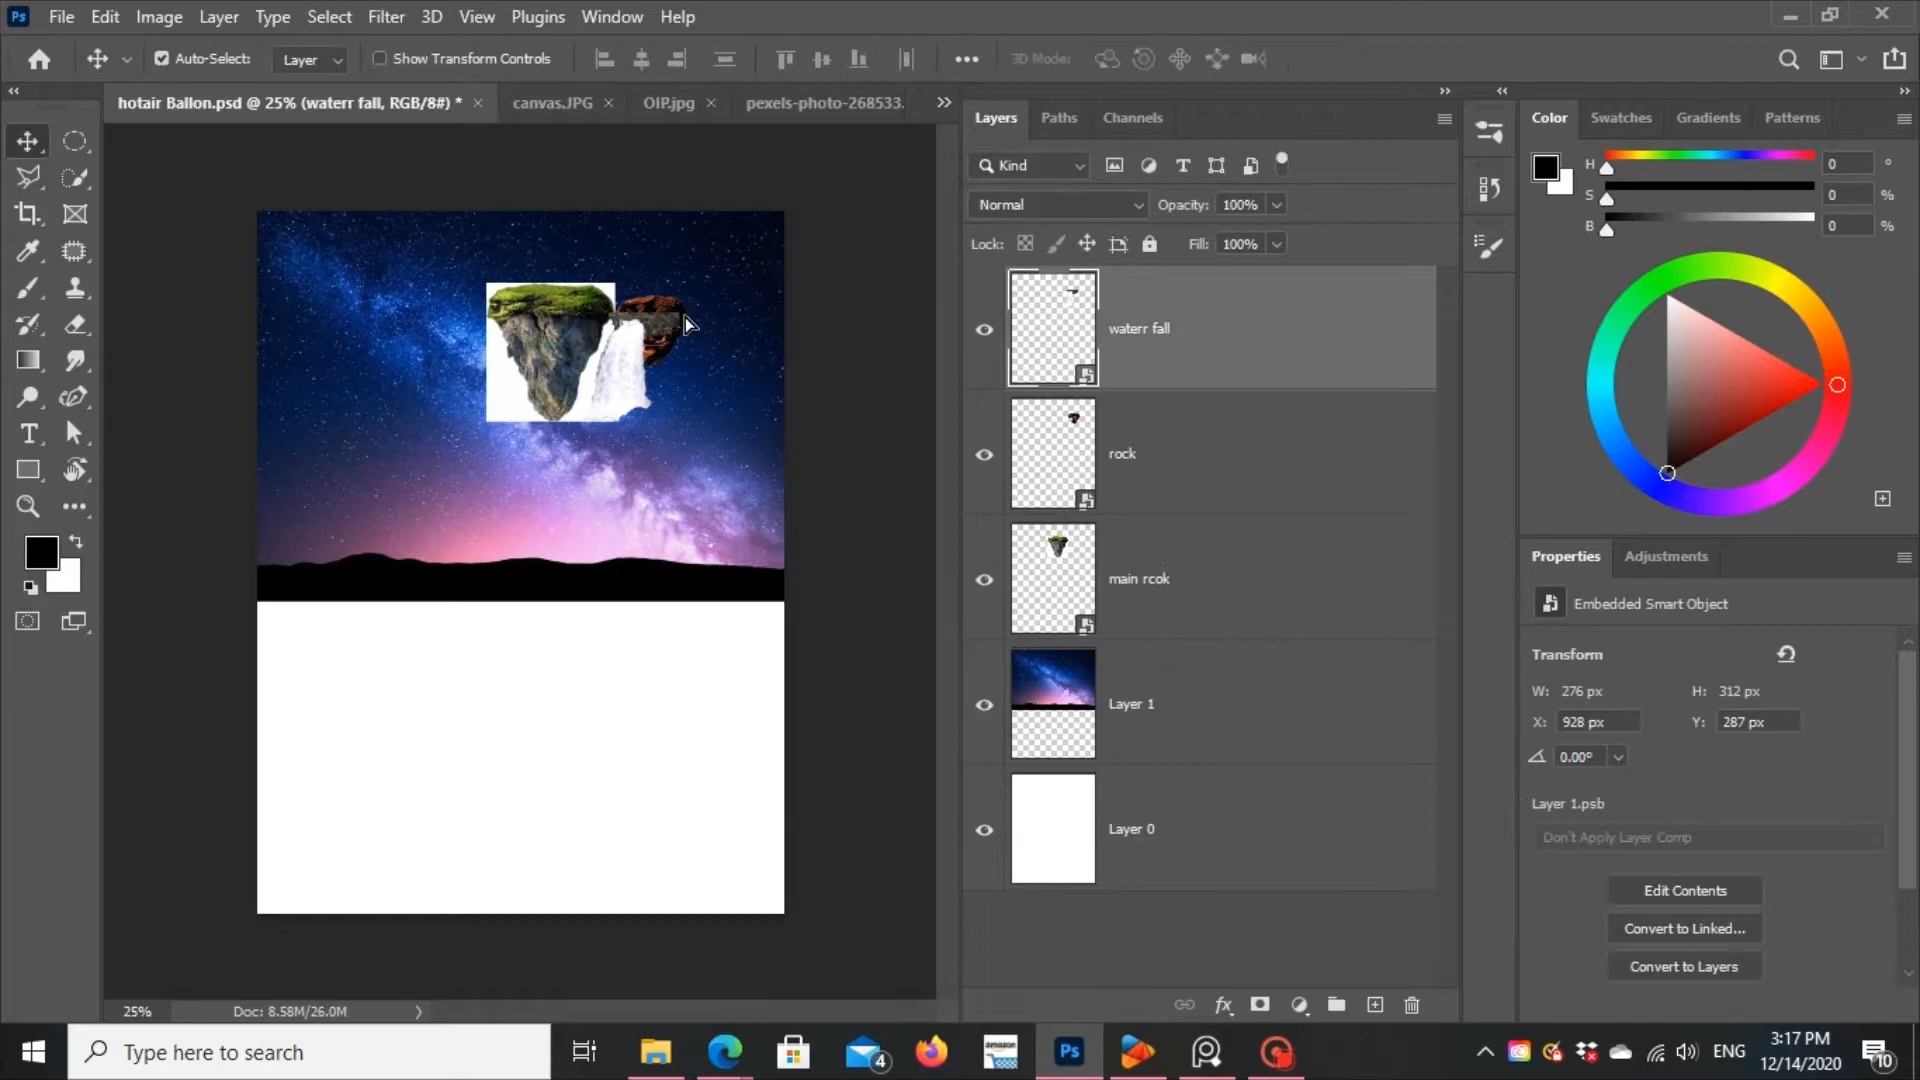 Ps File Edit Image Layer Type Select Filter 3D View Plugins Window Help
Auto-Select: Layer Show Transform Controls 3D Mode:
hotair Ballon.psd @ 25% (waterr fall, RGB/8#) * canvas.JPG OIP.jpg pexels-photo-268533.
Layers Paths Channels
Kind
Normal Opacity: 100%
Lock: Fill: 100%
waterr fall
rock
main rcok
Layer 1
Layer 0
Color Swatches Gradients Patterns
H 0 °
S 0 %
B 0 %
Properties Adjustments
Embedded Smart Object
Transform
W: 276 px H: 312 px
X: 928 px Y: 287 px
0.00°
Layer 1.psb
Don't Apply Layer Comp
Edit Contents
Convert to Linked...
Convert to Layers
25% Doc: 8.58M/26.0M
Type here to search
4
amazon
Ps
ENG
3:17 PM
12/14/2020
10